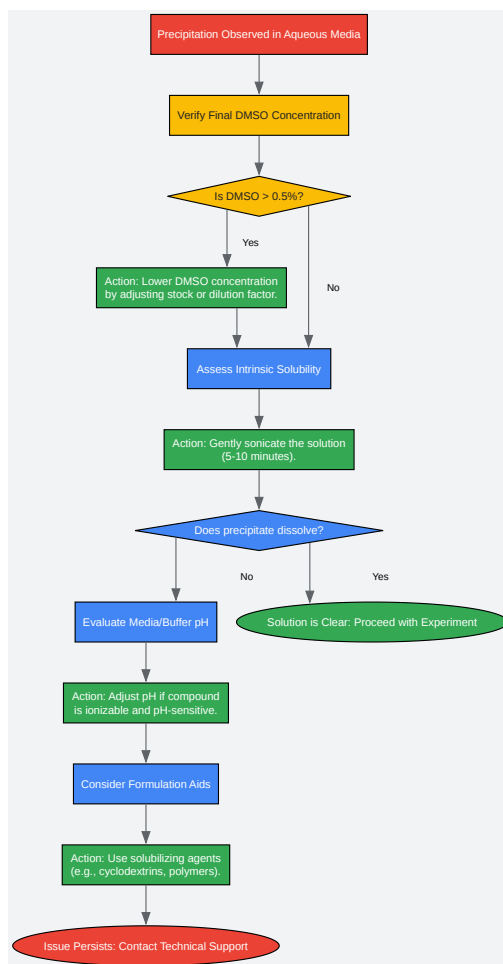 Precipitation Observed in Aqueous Media
Verify Final DMSO Concentration
Is DMSO > 0.5%?
Yes
Action: Lower DMSO concentration
by adjusting stock or dilution factor.
No
Assess Intrinsic Solubility
Action: Gently sonicate the solution
(5-10 minutes).
Does precipitate dissolve?
No
Yes
Evaluate Media/Buffer pH
Solution is Clear: Proceed with Experiment
Action: Adjust pH if compound
is ionizable and pH-sensitive.
Consider Formulation Aids
Action: Use solubilizing agents
(e.g., cyclodextrins, polymers).
Issue Persists: Contact Technical Support